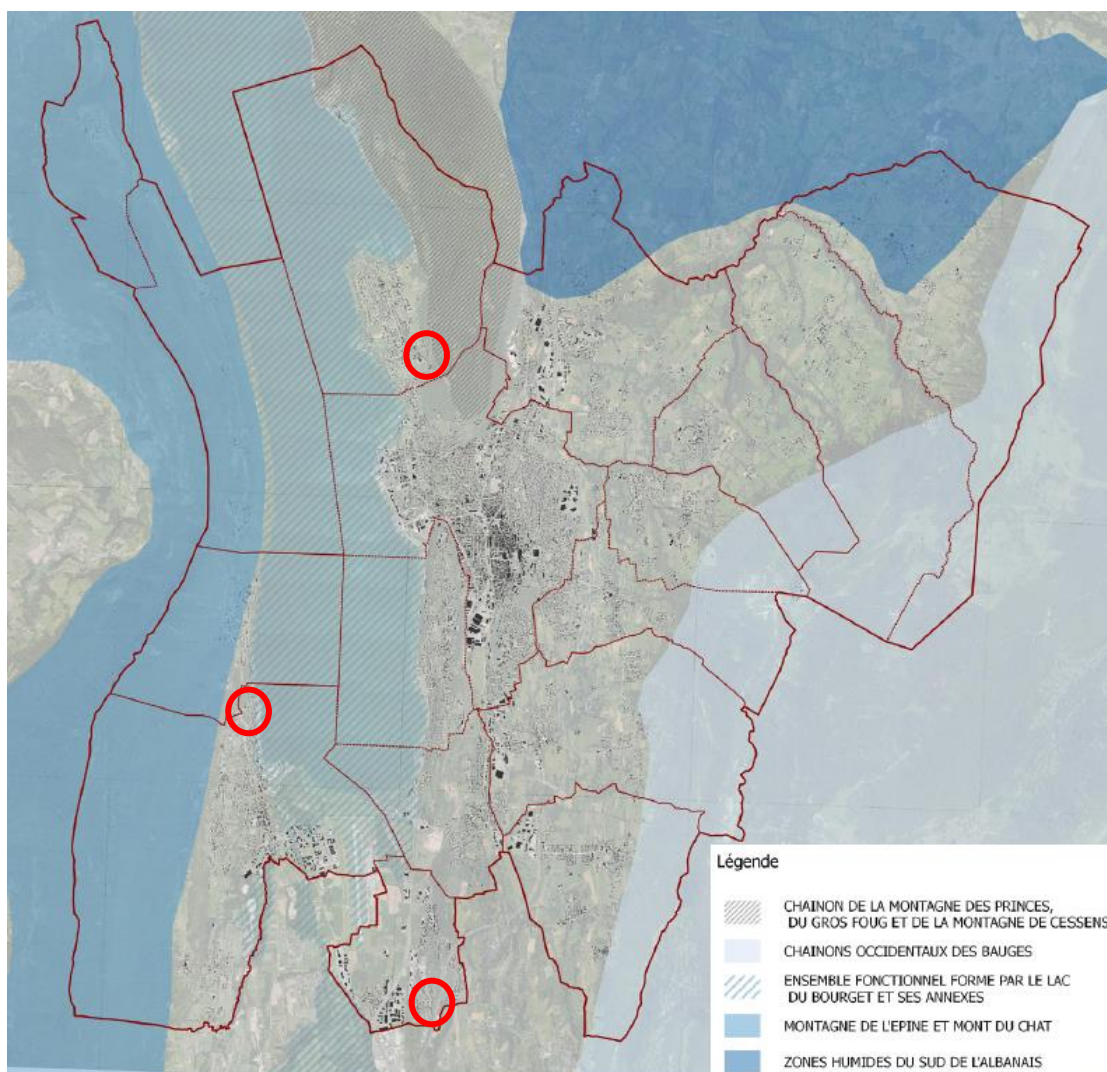 Légende
CHAINON DE LA MONTAGNE DES PRINCES,
DU GROS FOUG ET DE LA MONTAGNE DE CESSENS
CHAINONS OCCIDENTAUX DES BAUGES
ENSEMBLE FONCTIONNEL FORME PAR LE LAC
DU BOURGET ET SES ANNEXES
MONTAGNE DE L'EPINE ET MONT DU CHAT
ZONES HUMIDES DU SUD DE L'ALBANAIS